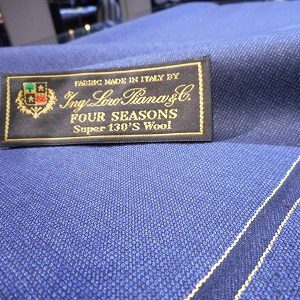 FABRIC MADE IN ITALY BY
Ing. Loro Piana & C.
FOUR SEASONS
Super 130'S Wool